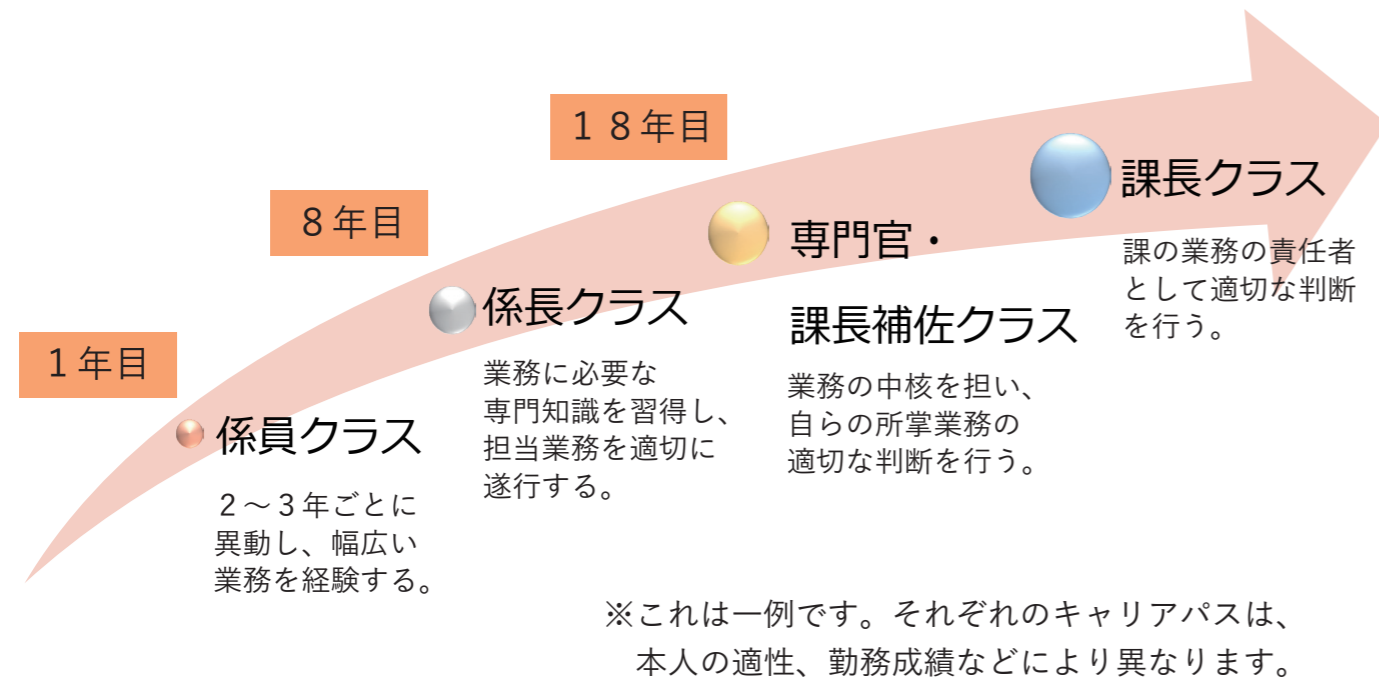 1年目
係員クラス
2～3年ごとに
異動し、幅広い
業務を経験する。
8年目
係長クラス
業務に必要な
専門知識を習得し、
担当業務を適切に
遂行する。
18年目
専門官・
課長補佐クラス
業務の中核を担い、
自らの所掌業務の
適切な判断を行う。
課長クラス
課の業務の責任者
として適切な判断
を行う。
※これは一例です。それぞれのキャリアパスは、
本人の適性、勤務成績などにより異なります。